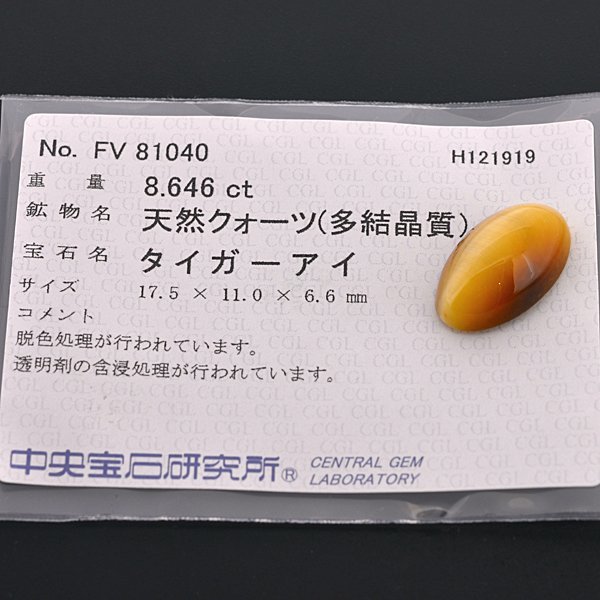 No. FV 81040
H121919
重 量 8.646 ct
鉱物名 天然クォーツ(多結晶質)
宝石名 タイガーアイ
サイズ 17.5 × 11.0 × 6.6 mm
コメント
脱色処理が行われています。
透明剤の含浸処理が行われています。
中央宝石研究所® CENTRAL GEM
LABORATORY